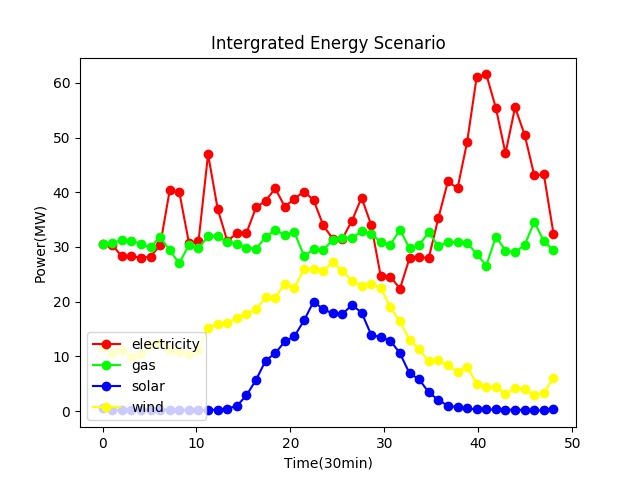 Intergrated Energy Scenario
Power(MW)
60
50
40
30
20
10
0
electricity
gas
solar
wind
0 10 20 30 40 50
Time(30min)